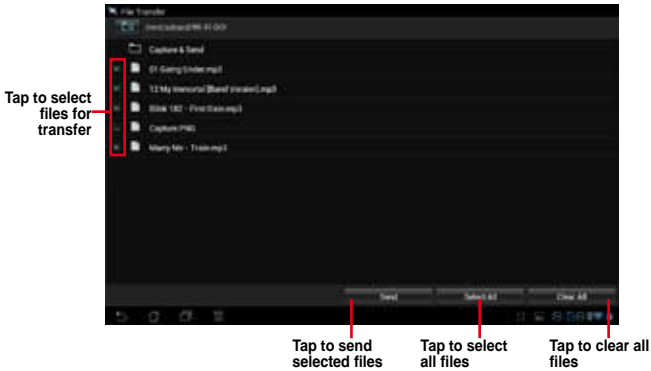 File Transfer
Capture & Send
01 Going Under.mp3
12 My Immortal [Band Version].mp3
Blink 182 - First Date.mp3
Capture.PNG
Marry Me - Train.mp3
Tap to select
files for
transfer
Send
Select All
Clear All
Tap to send
selected files
Tap to select
all files
Tap to clear all
files